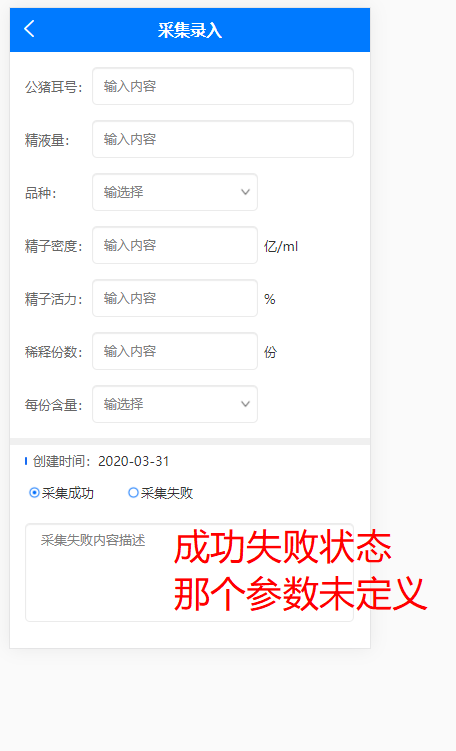 采集录入
公猪耳号： 输入内容
精液量： 输入内容
品种： 输选择
精子密度： 输入内容 亿/ml
精子活力： 输入内容 %
稀释份数： 输入内容 份
每份含量： 输选择
创建时间：2020-03-31
采集成功 采集失败
采集失败内容描述
成功失败状态
那个参数未定义